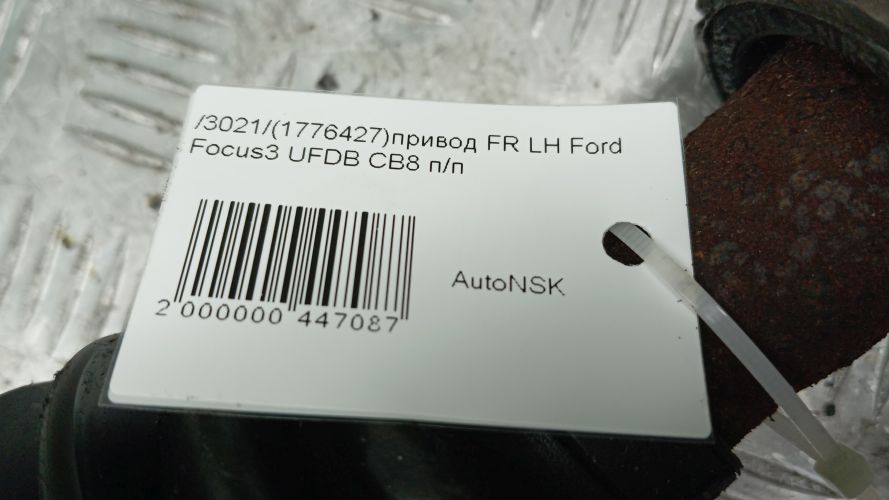 /3021/(1776427)привод FR LH Ford
Focus3 UFDB CB8 п/п
AutoNSK
2 000000 447087